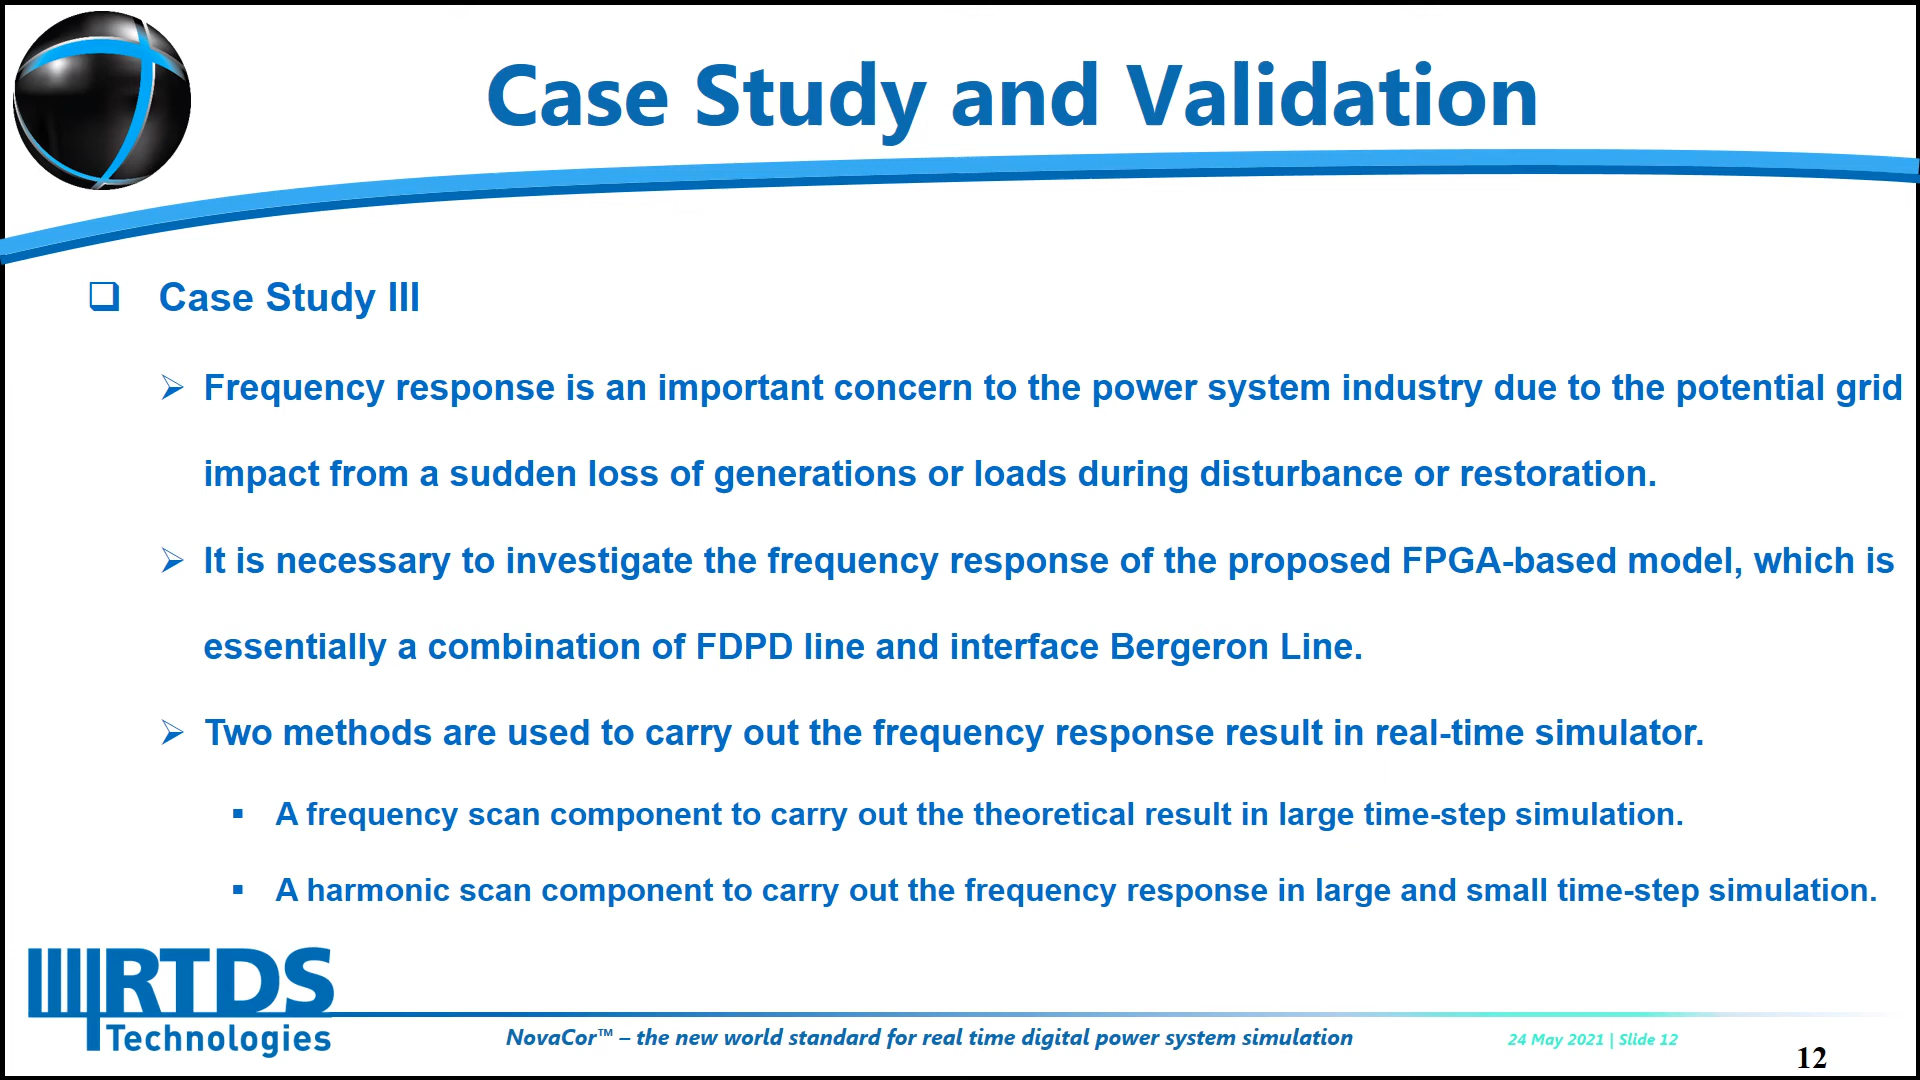 Case Study and Validation
Case Study III
Frequency response is an important concern to the power system industry due to the potential grid
impact from a sudden loss of generations or loads during disturbance or restoration.
It is necessary to investigate the frequency response of the proposed FPGA-based model, which is
essentially a combination of FDPD line and interface Bergeron Line.
Two methods are used to carry out the frequency response result in real-time simulator.
A frequency scan component to carry out the theoretical result in large time-step simulation.
A harmonic scan component to carry out the frequency response in large and small time-step simulation.
RTDS
Technologies
NovaCor™ – the new world standard for real time digital power system simulation
24 May 2021 | Slide 12
12